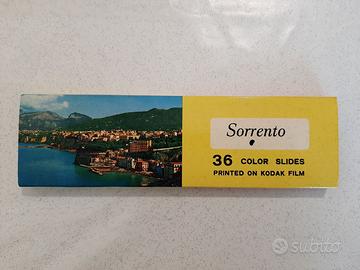 Sorrento
36 COLOR SLIDES
PRINTED ON KODAK FILM
subito